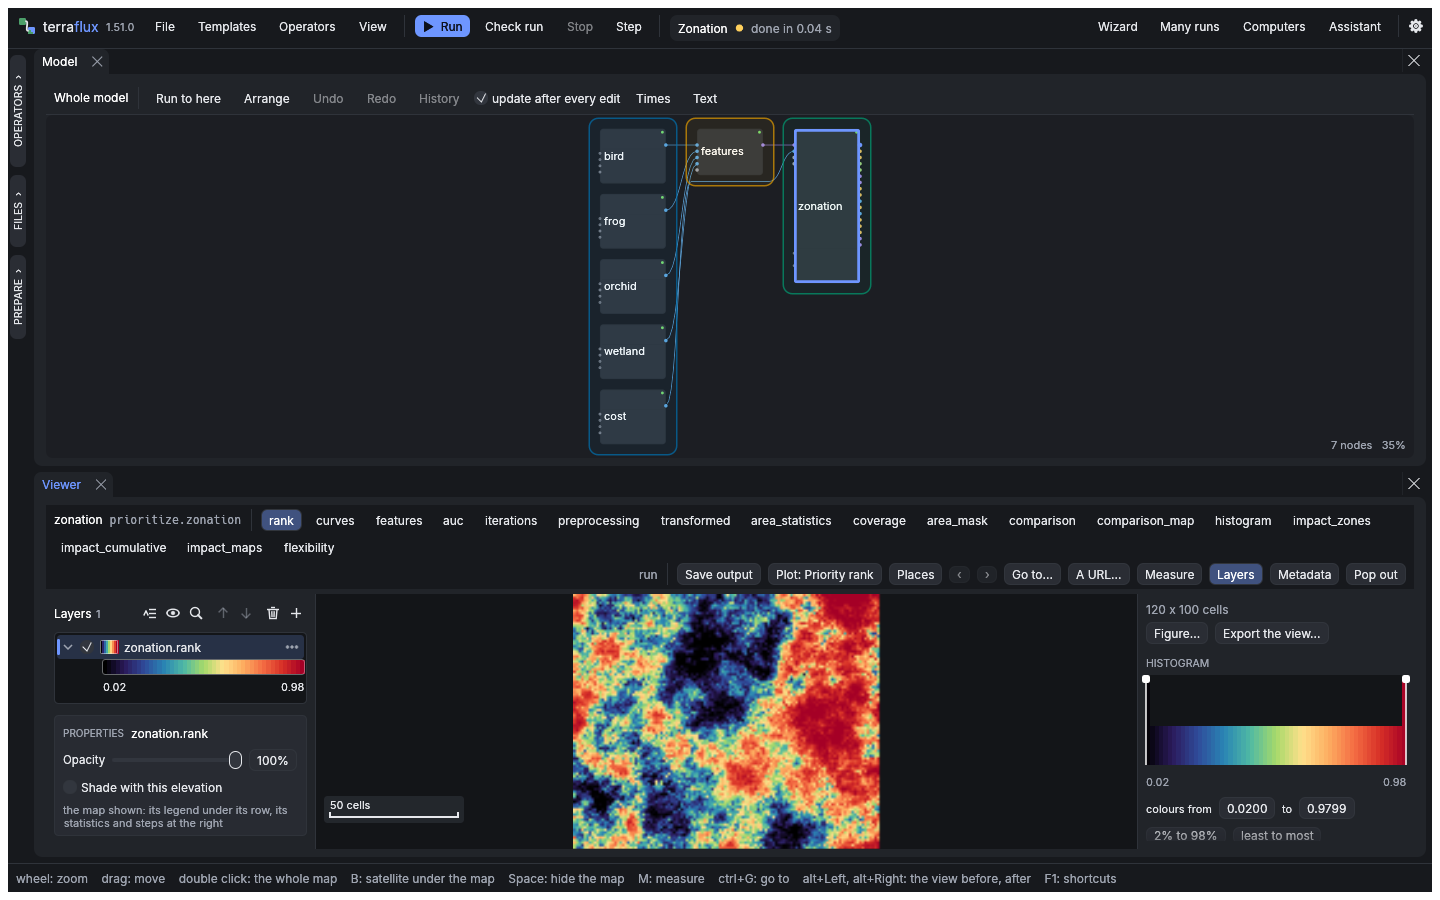 terraflux 1.51.0 File Templates Operators View Run Check run Stop Step Zonation done in 0.04 s Wizard Many runs Computers Assistant
Model
Whole model Run to here Arrange Undo Redo History update after every edit Times Text
OPERATORS
FILES
PREPARE
bird
frog
orchid
wetland
cost
features
zonation
7 nodes 35%
Viewer
zonation prioritize.zonation rank curves features auc iterations preprocessing transformed area_statistics coverage area_mask comparison comparison_map histogram impact_zones
impact_cumulative impact_maps flexibility
run Save output Plot: Priority rank Places Go to... A URL... Measure Layers Metadata Pop out
Layers 1
zonation.rank
0.02 0.98
PROPERTIES zonation.rank
Opacity 100%
Shade with this elevation
the map shown: its legend under its row, its
statistics and steps at the right
50 cells
120 x 100 cells
Figure... Export the view...
HISTOGRAM
0.02 0.98
colours from 0.0200 to 0.9799
2% to 98% least to most
wheel: zoom drag: move double click: the whole map B: satellite under the map Space: hide the map M: measure ctrl+G: go to alt+Left, alt+Right: the view before, after F1: shortcuts